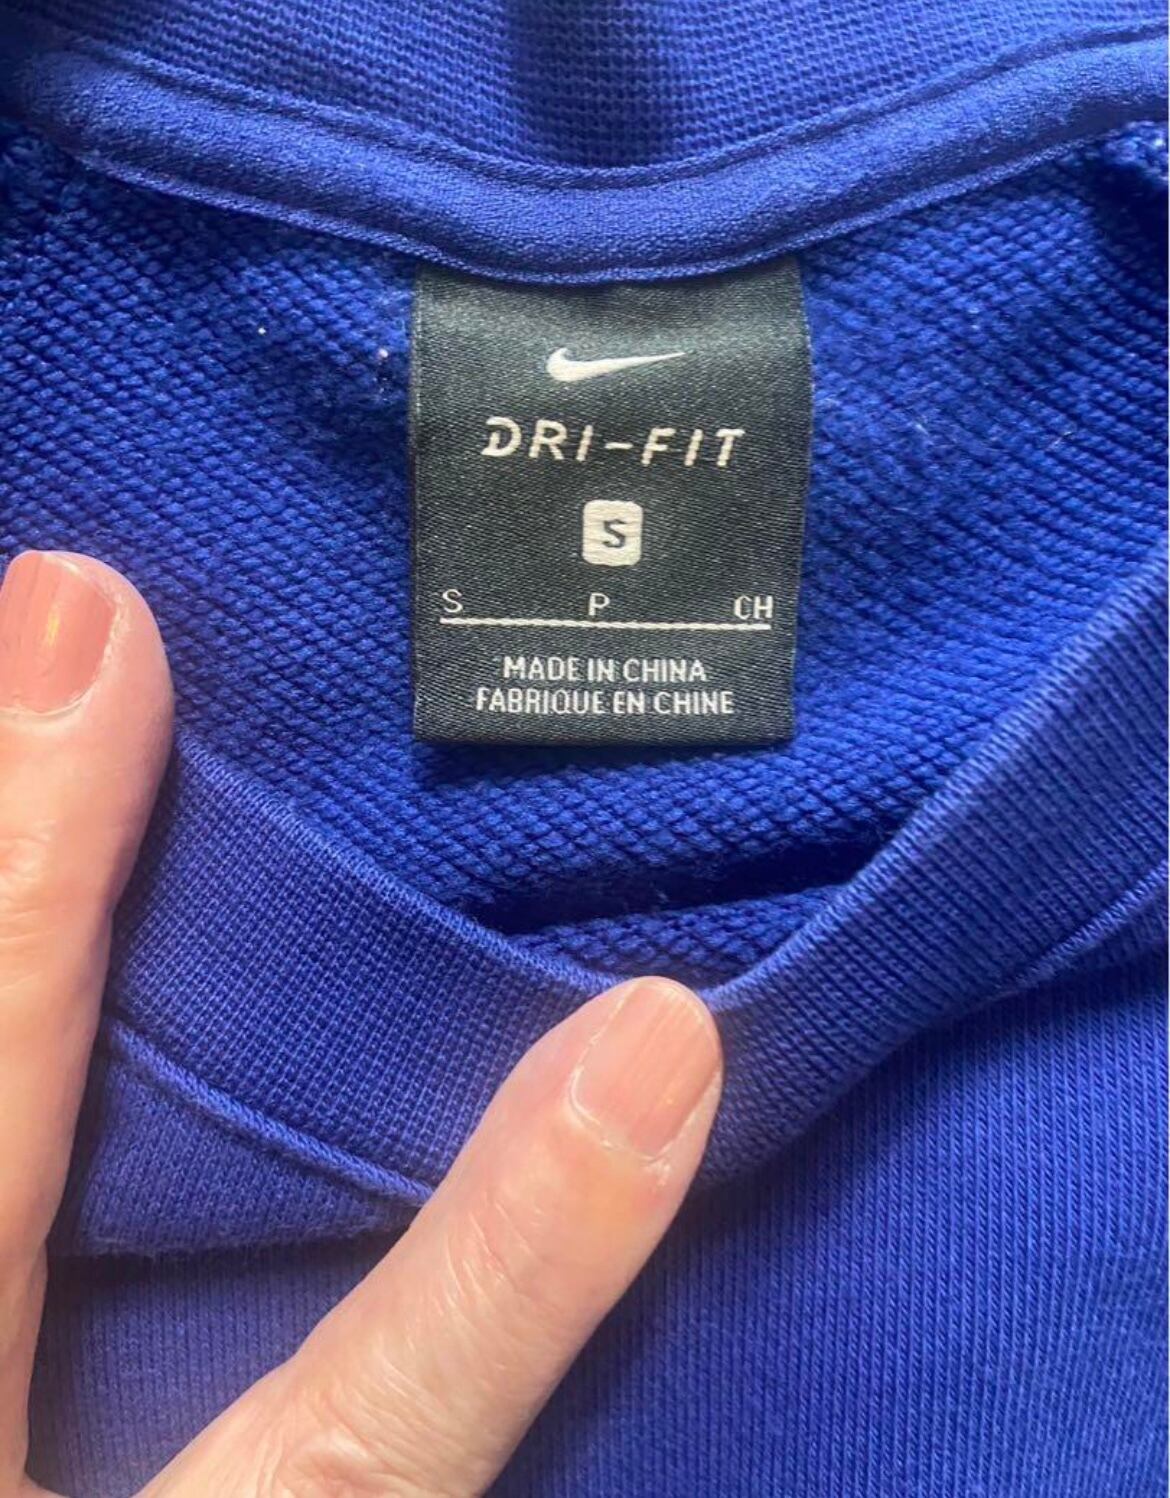 DRI-FIT
S
S P CH
MADE IN CHINA
FABRIQUE EN CHINE